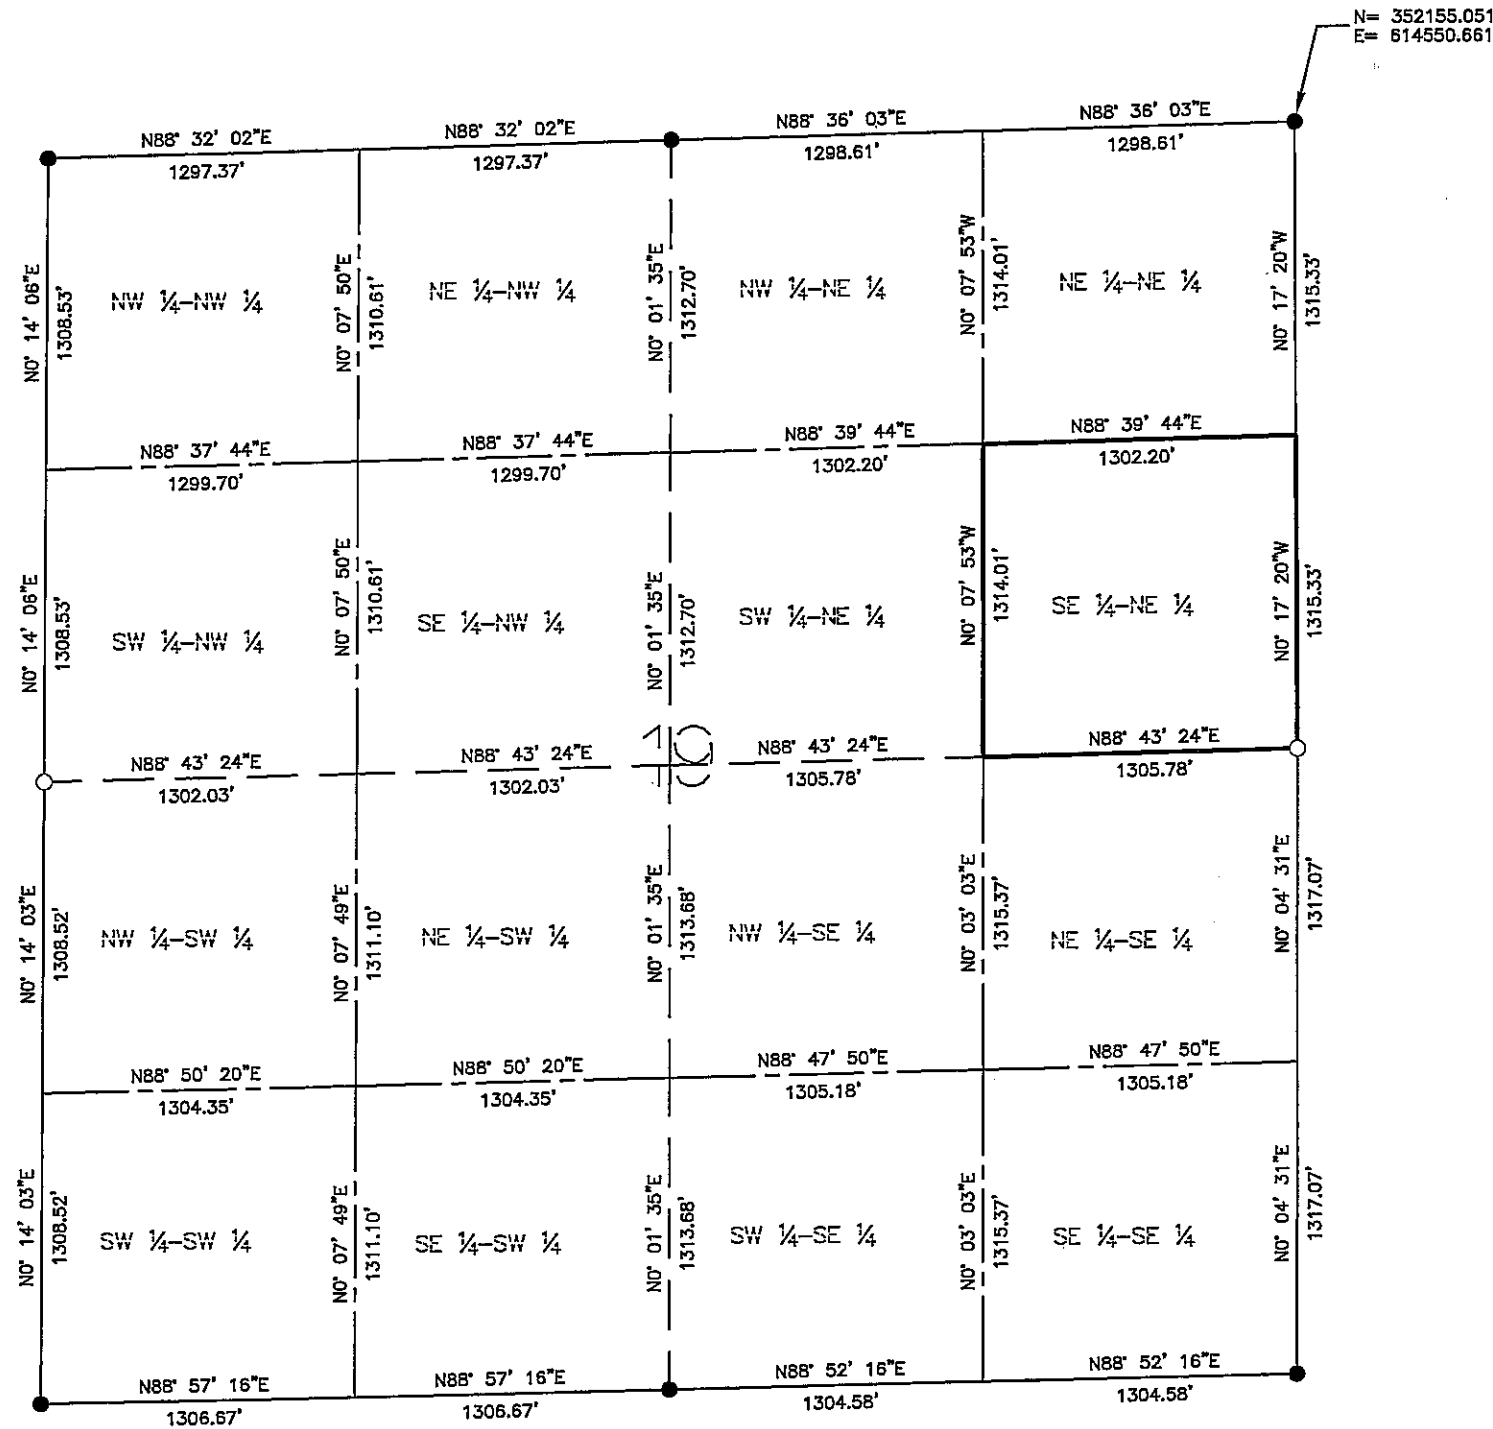 N= 352155.051
E= 614550.661
N88° 32' 02"E
1297.37'
N88° 32' 02"E
1297.37'
N88° 36' 03"E
1298.61'
N88° 36' 03"E
1298.61'
N0° 14' 06"E
1308.53'
NW 1/4-NW 1/4
N0° 07' 50"E
1310.61'
NE 1/4-NW 1/4
N0° 01' 35"E
1312.70'
NW 1/4-NE 1/4
N0° 07' 53"W
1314.01'
NE 1/4-NE 1/4
N0° 17' 20"W
1315.33'
N88° 37' 44"E
1299.70'
N88° 37' 44"E
1299.70'
N88° 39' 44"E
1302.20'
N88° 39' 44"E
1302.20'
N0° 14' 06"E
1308.53'
SW 1/4-NW 1/4
N0° 07' 50"E
1310.61'
SE 1/4-NW 1/4
N0° 01' 35"E
1312.70'
SW 1/4-NE 1/4
N0° 07' 53"W
1314.01'
SE 1/4-NE 1/4
N0° 17' 20"W
1315.33'
N88° 43' 24"E
1302.03'
N88° 43' 24"E
1302.03'
N88° 43' 24"E
1305.78'
N88° 43' 24"E
1305.78'
N0° 14' 03"E
1308.52'
NW 1/4-SW 1/4
N0° 07' 49"E
1311.10'
NE 1/4-SW 1/4
N0° 01' 35"E
1313.68'
NW 1/4-SE 1/4
N0° 03' 03"E
1315.37'
NE 1/4-SE 1/4
N0° 04' 31"E
1317.07'
N88° 50' 20"E
1304.35'
N88° 50' 20"E
1304.35'
N88° 47' 50"E
1305.18'
N88° 47' 50"E
1305.18'
N0° 14' 03"E
1308.52'
SW 1/4-SW 1/4
N0° 07' 49"E
1311.10'
SE 1/4-SW 1/4
N0° 01' 35"E
1313.68'
SW 1/4-SE 1/4
N0° 03' 03"E
1315.37'
SE 1/4-SE 1/4
N0° 04' 31"E
1317.07'
N88° 57' 16"E
1306.67'
N88° 57' 16"E
1306.67'
N88° 52' 16"E
1304.58'
N88° 52' 16"E
1304.58'